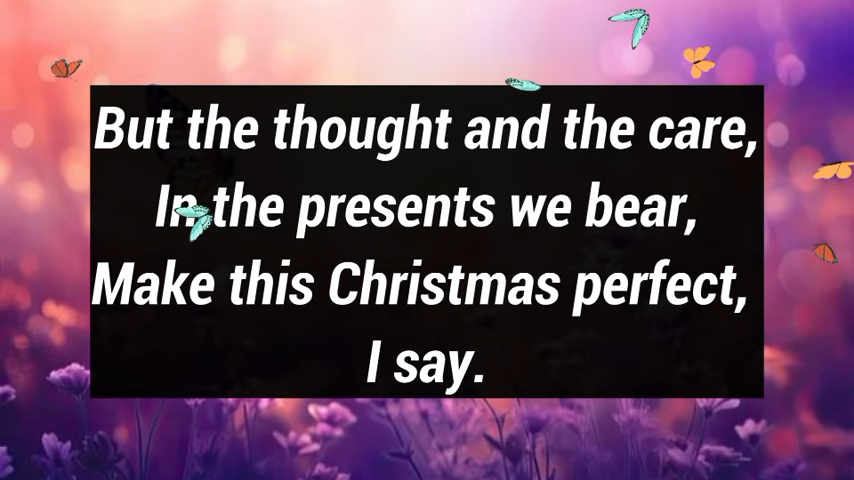 But the thought and the care,
In the presents we bear,
Make this Christmas perfect,
I say.